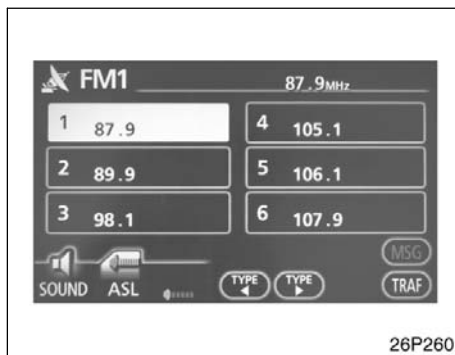 FM1 87.9MHz
1 87.9
2 89.9
3 98.1
4 105.1
5 106.1
6 107.9
MSG
SOUND ASL TYPE TYPE TRAF
26P260